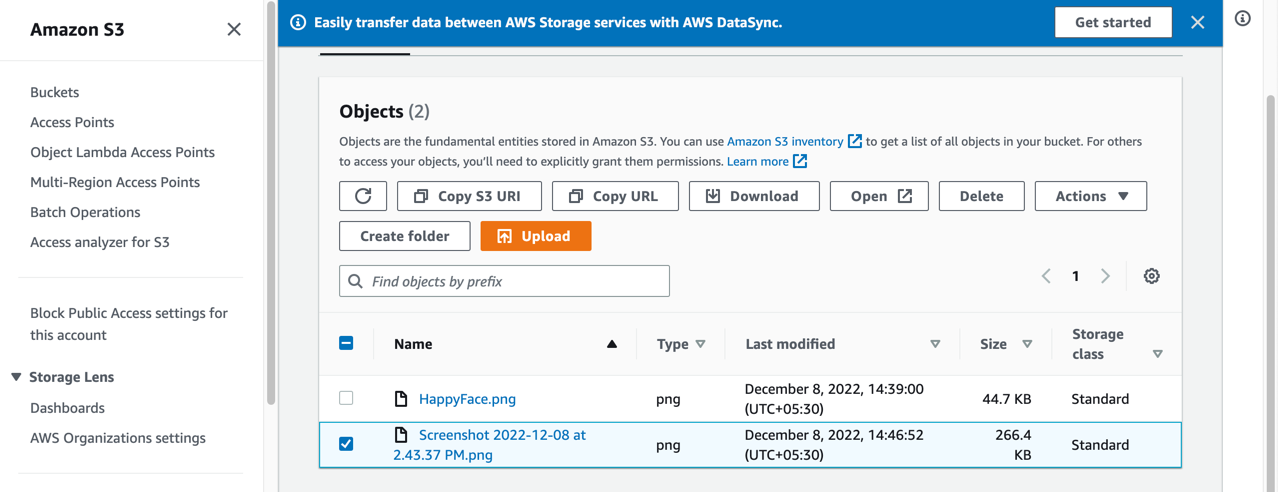 Amazon S3
Easily transfer data between AWS Storage services with AWS DataSync.
Get started
Buckets
Access Points
Object Lambda Access Points
Multi-Region Access Points
Batch Operations
Access analyzer for S3
Block Public Access settings for
this account
Storage Lens
Dashboards
AWS Organizations settings
Objects (2)
Objects are the fundamental entities stored in Amazon S3. You can use Amazon S3 inventory to get a list of all objects in your bucket. For others
to access your objects, you'll need to explicitly grant them permissions. Learn more
Copy S3 URI Copy URL Download Open Delete Actions
Create folder Upload
Find objects by prefix
1
Name Type Last modified Size Storage
class
HappyFace.png png December 8, 2022, 14:39:00 44.7 KB Standard
(UTC+05:30)
Screenshot 2022-12-08 at png December 8, 2022, 14:46:52 266.4 Standard
2.43.37 PM.png (UTC+05:30) KB